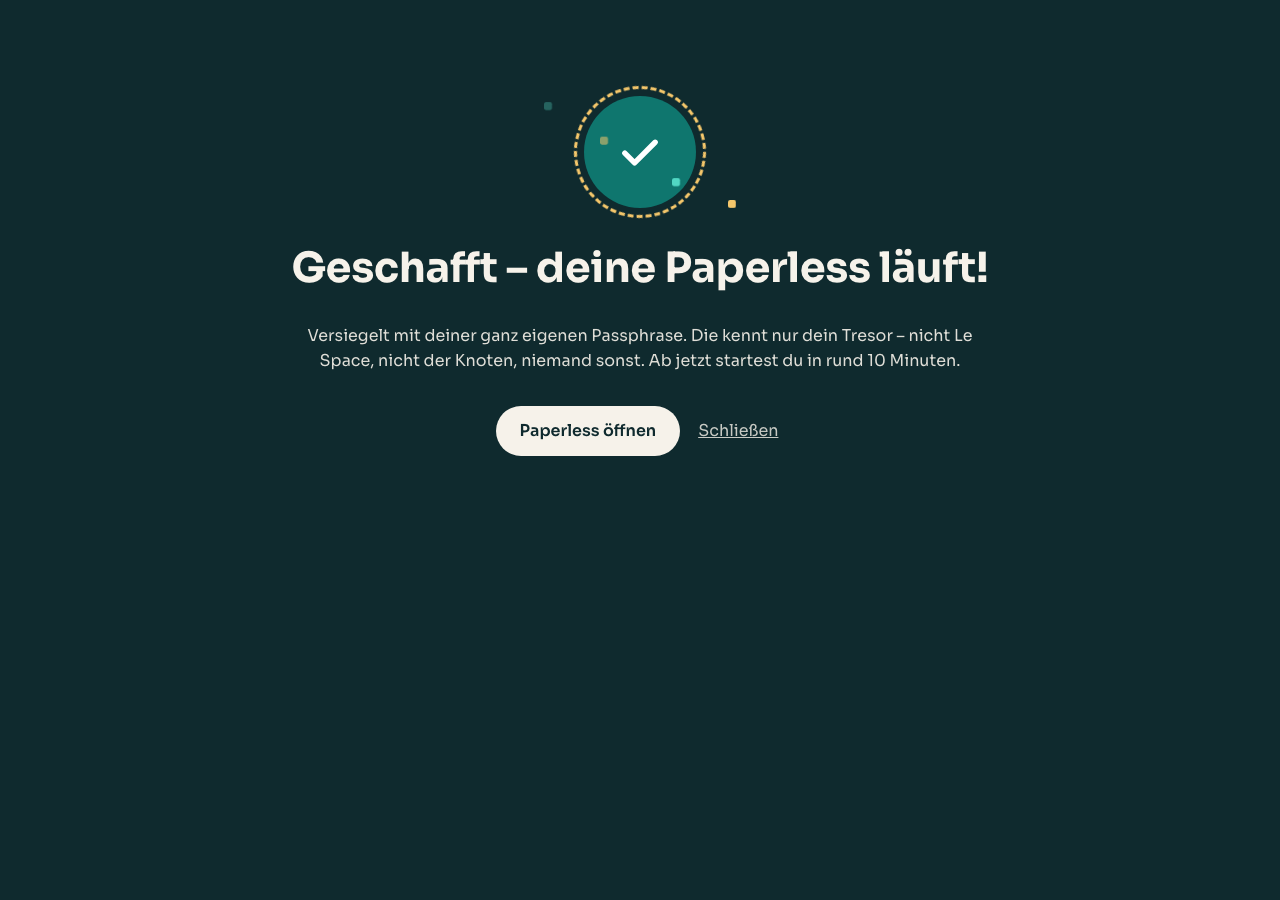 Geschafft – deine Paperless läuft!
Versiegelt mit deiner ganz eigenen Passphrase. Die kennt nur dein Tresor – nicht Le
Space, nicht der Knoten, niemand sonst. Ab jetzt startest du in rund 10 Minuten.
Paperless öffnen Schließen